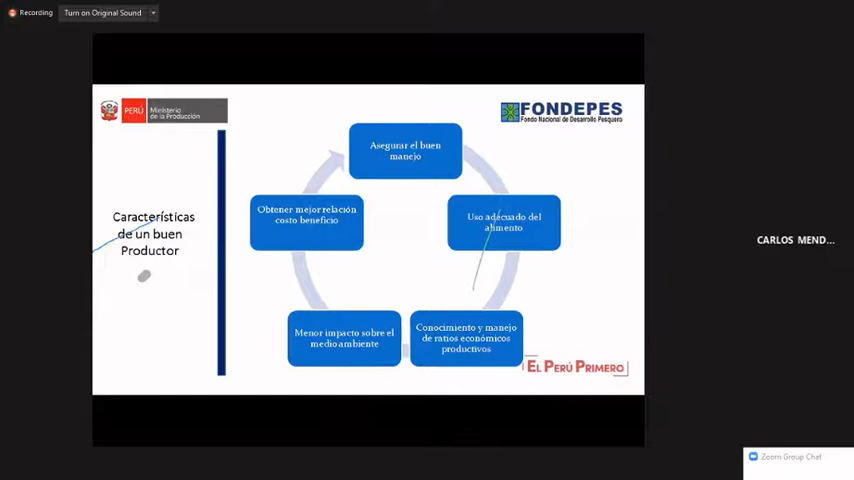 Recording
Turn on Original Sound
PERÚ
Ministerio
de la Producción
FONDEPES
Fondo Nacional de Desarrollo Pesquero
Asegurar el buen
manejo
Obtener mejor relación
costo beneficio
Uso adecuado del
alimento
Características
de un buen
Productor
CARLOS MEND...
Menor impacto sobre el
medio ambiente
Conocimiento y manejo
de ratios económicos
productivos
EL PERÚ PRIMERO
Zoom Group Chat